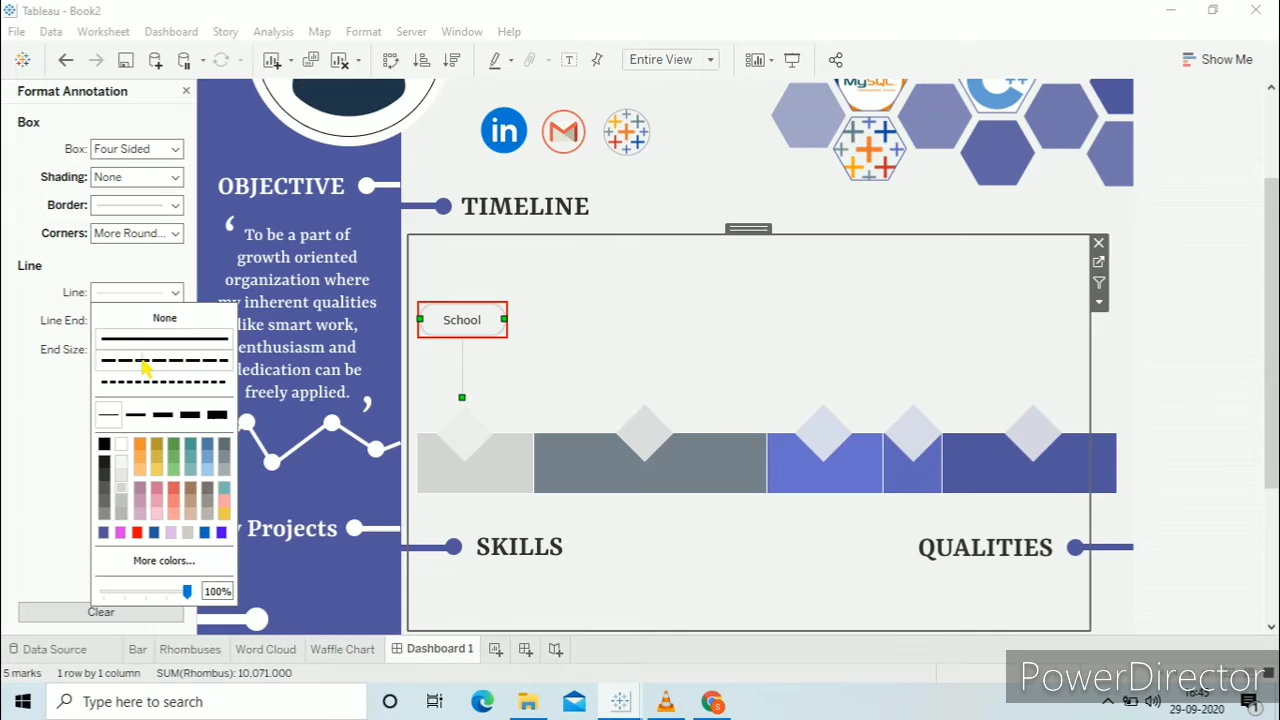 Tableau - Book2
File Data Worksheet Dashboard Story Analysis Map Format Server Window Help
Entire View
Show Me
Format Annotation
Box
Box: Four Sided
Shading: None
Border:
Corners: More Round...
Line
Line:
Line End:
End Size:
None
More colors...
100%
Clear
OBJECTIVE
‘
To be a part of
growth oriented
organization where
my inherent qualities
like smart work,
enthusiasm and
dedication can be
freely applied.
’
Projects
in
MySQL
C++
TIMELINE
School
SKILLS
QUALITIES
Data Source Bar Rhombuses Word Cloud Waffle Chart Dashboard 1
5 marks 1 row by 1 column SUM(Rhombus): 10,071.000
PowerDirector
Type here to search
16:45
29-09-2020